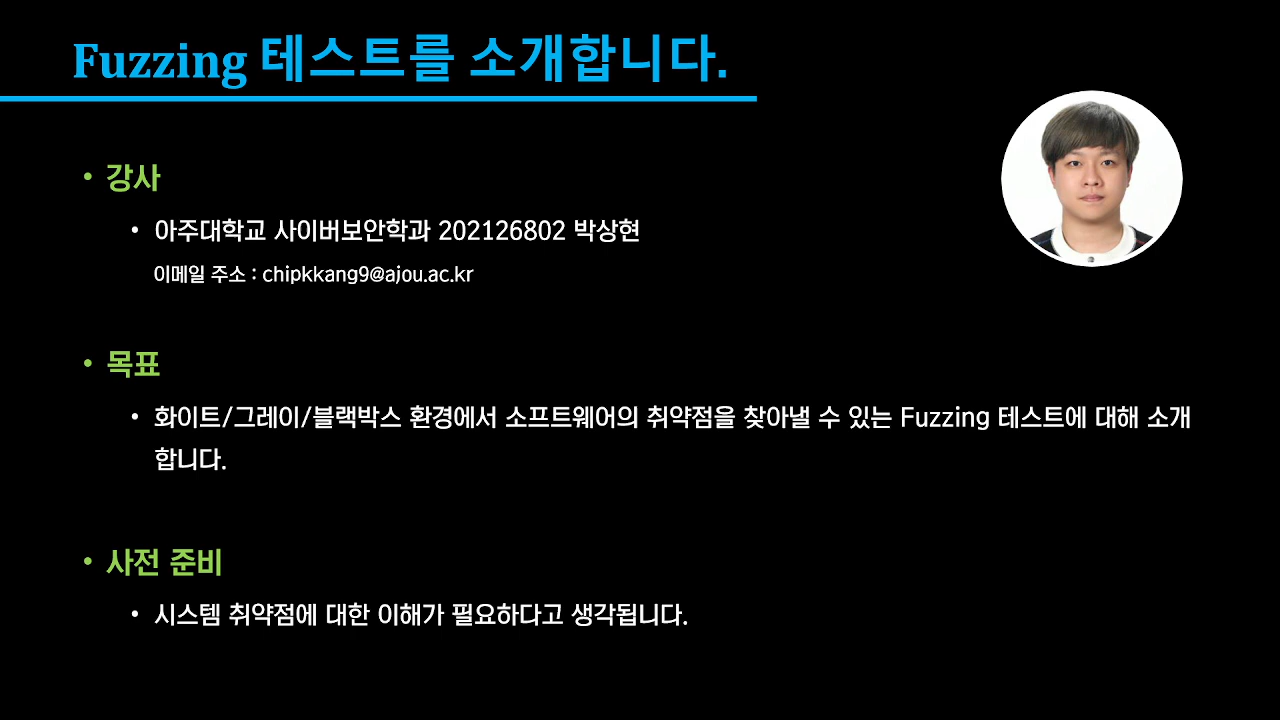 Fuzzing 테스트를 소개합니다.
• 강사
• 아주대학교 사이버보안학과 202126802 박상현
이메일 주소 : chipkkang9@ajou.ac.kr
• 목표
• 화이트/그레이/블랙박스 환경에서 소프트웨어의 취약점을 찾아낼 수 있는 Fuzzing 테스트에 대해 소개
합니다.
• 사전 준비
• 시스템 취약점에 대한 이해가 필요하다고 생각됩니다.